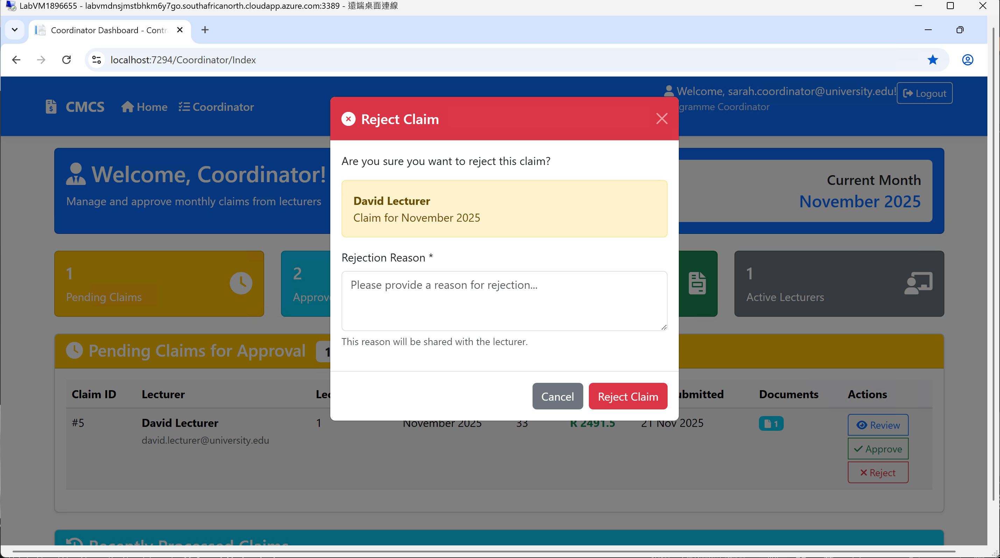 LabVM1896655 - labvmdnsjmstbhkm6y7go.southafricanorth.cloudapp.azure.com:3389 - 遠端桌面連線
Coordinator Dashboard - Contr
localhost:7294/Coordinator/Index
CMCS Home Coordinator
Welcome, sarah.coordinator@university.edu! Logout
gramme Coordinator
Reject Claim
Are you sure you want to reject this claim?
David Lecturer
Claim for November 2025
Rejection Reason *
Please provide a reason for rejection...
This reason will be shared with the lecturer.
Cancel Reject Claim
Welcome, Coordinator!
Manage and approve monthly claims from lecturers
Current Month
November 2025
1
Pending Claims
2
Approv
1
Active Lecturers
Pending Claims for Approval 1
Claim ID Lecturer Lec ubmitted Documents Actions
#5 David Lecturer 1 November 2025 33 R 2491.5 21 Nov 2025 1 Review
david.lecturer@university.edu
Approve
Reject
Recently Processed Claims